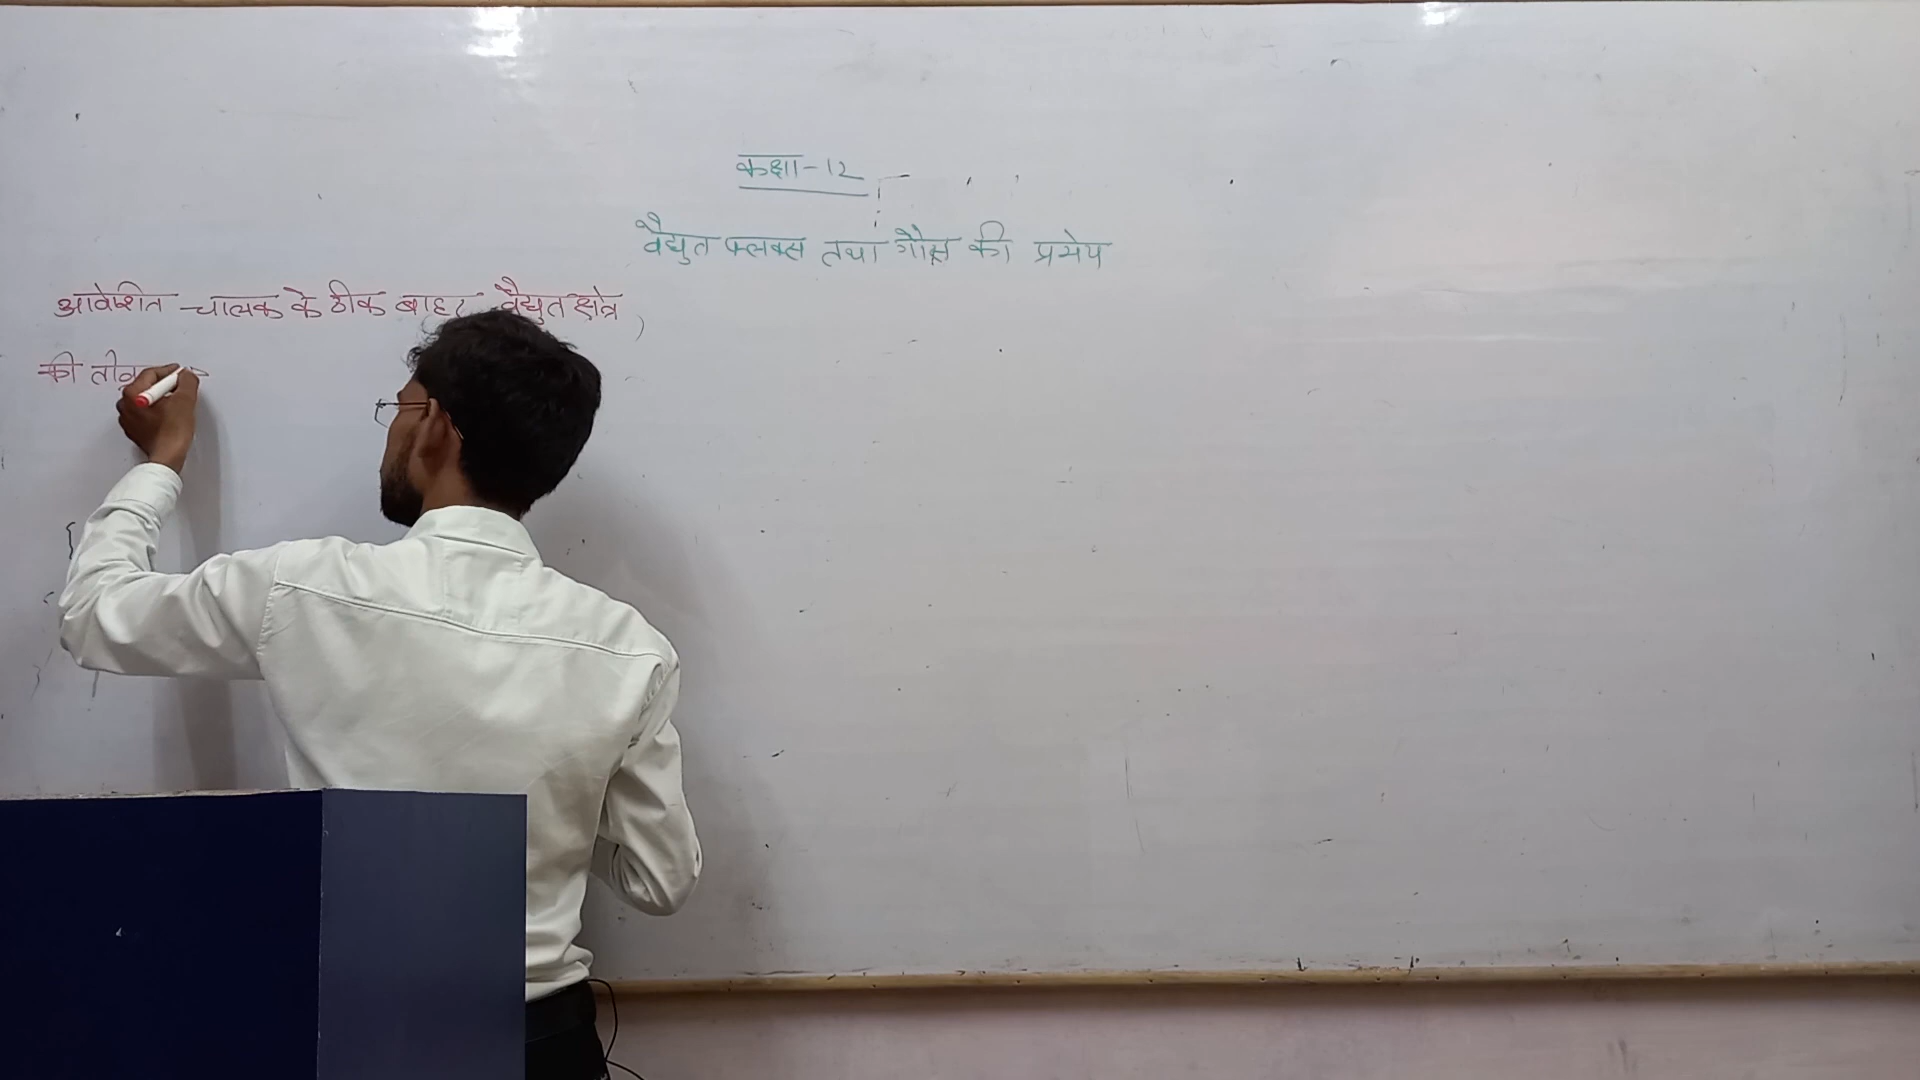 कक्षा-12
वैद्युत फ्लक्स तथा गौस की प्रमेय
आवेशित चालक के ठीक बाहर वैद्युत क्षेत्र
की